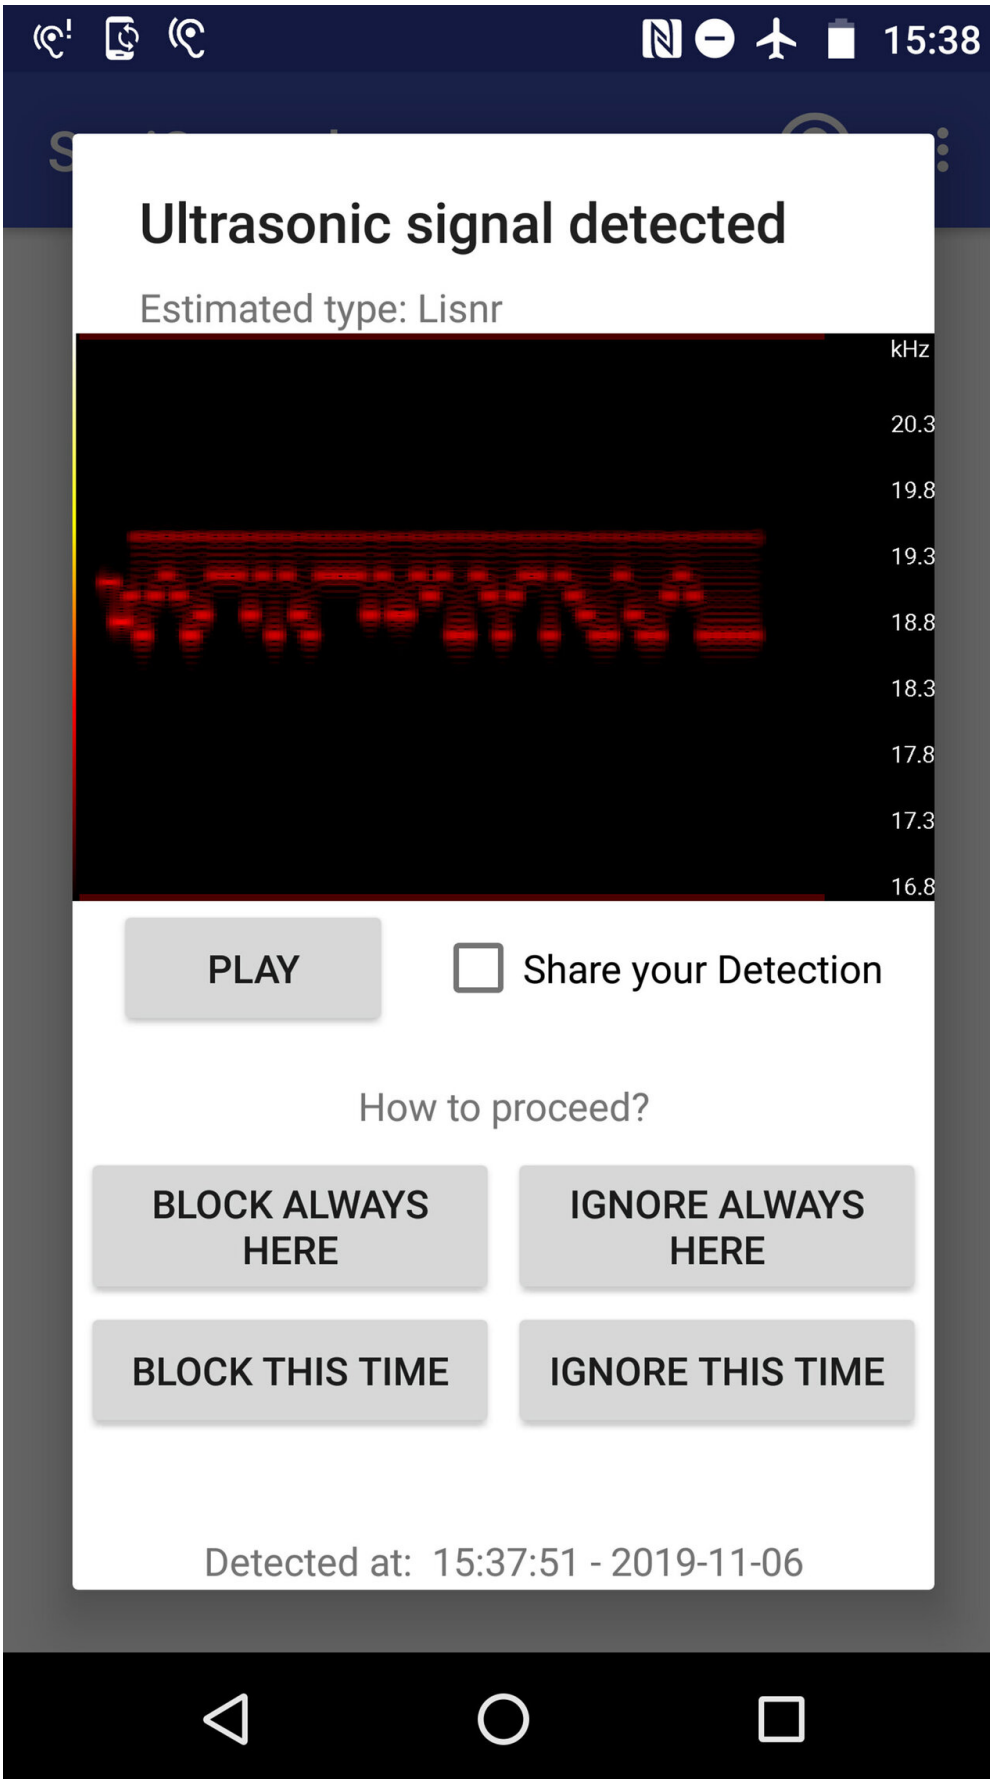 15:38
Ultrasonic signal detected
Estimated type: Lisnr
kHz
20.3
19.8
19.3
18.8
18.3
17.8
17.3
16.8
PLAY
Share your Detection
How to proceed?
BLOCK ALWAYS
HERE
IGNORE ALWAYS
HERE
BLOCK THIS TIME
IGNORE THIS TIME
Detected at: 15:37:51 - 2019-11-06